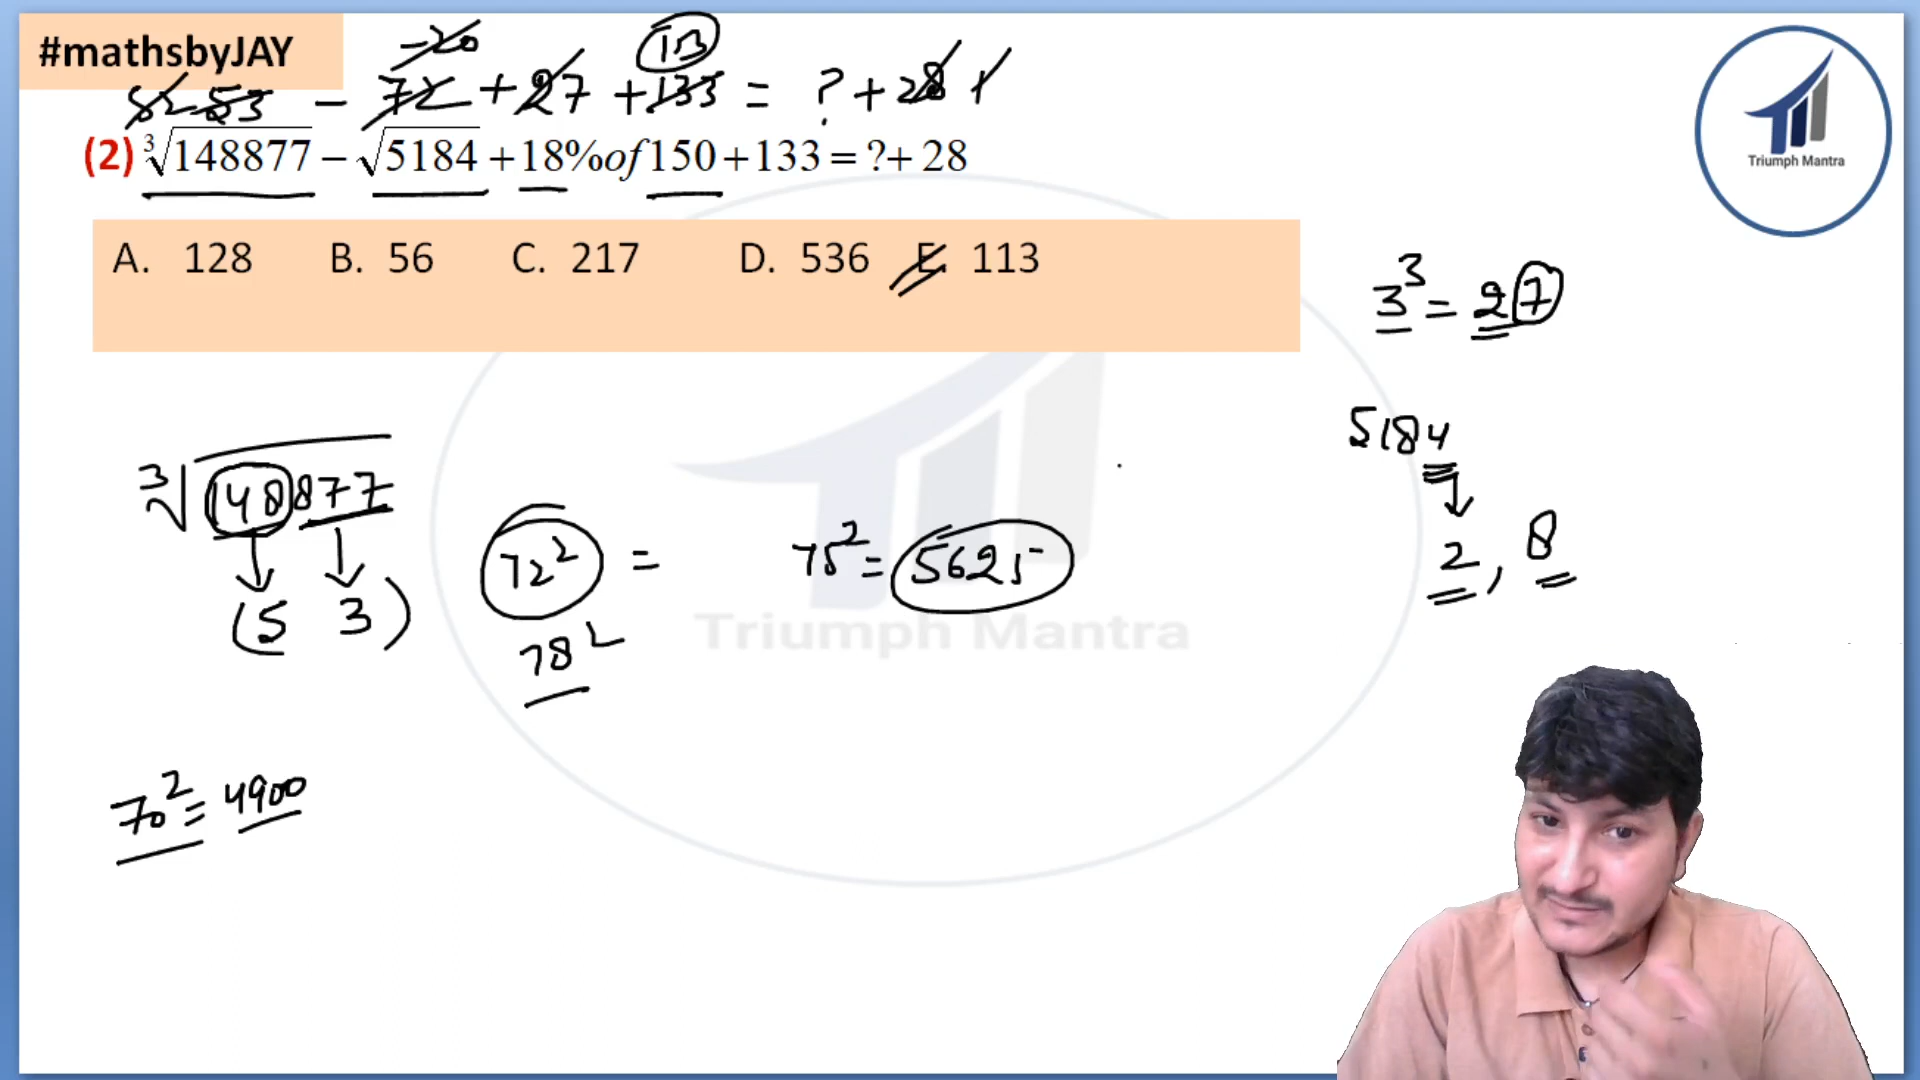 #mathsbyJAY
-20
53 - 72 + 27 + 133 = ? + 28
(2) ³√148877 − √5184 + 18% of 150 + 133 = ? + 28
Triumph Mantra
A. 128 B. 56 C. 217 D. 536 E. 113
3³ = 27
5184
2, 8
³√148877
(5 3)
72² =
75² = 5625
78²
Triumph Mantra
70² = 4900